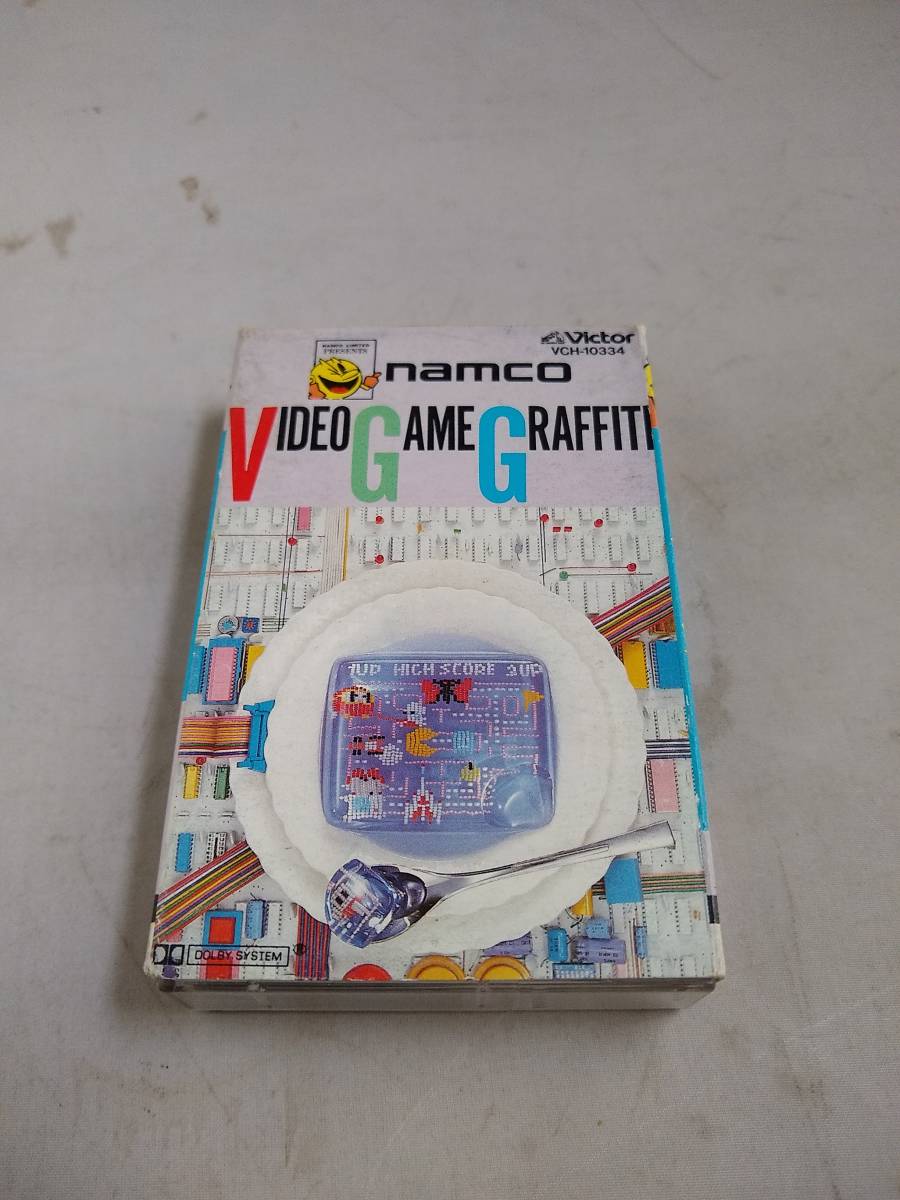 Victor
VCH-10334
NAMCO LIMITED
PRESENTS
namco
VIDEO GAME GRAFFITI
1UP HIGH SCORE 2UP
DOLBY SYSTEM ®